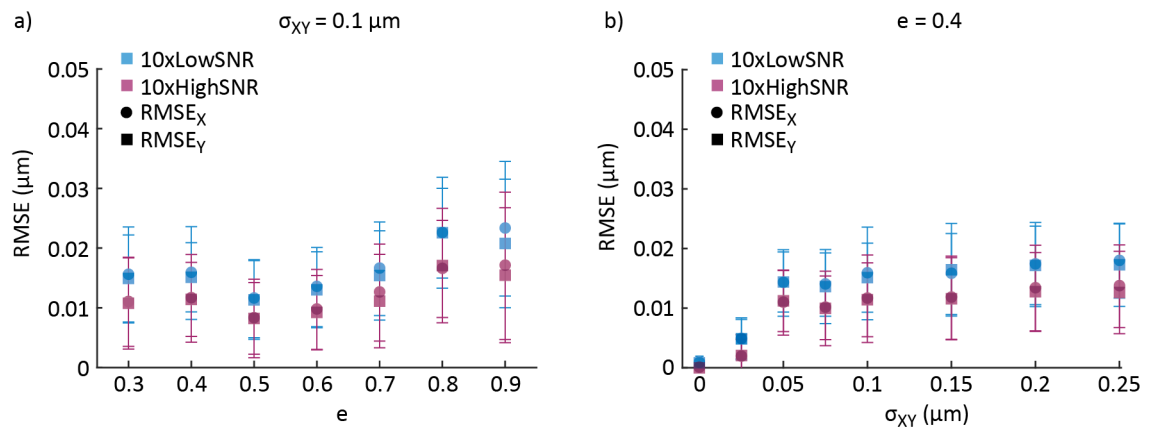 a)
σXY = 0.1 µm
10xLowSNR
10xHighSNR
RMSEX
RMSEY
0.05
0.04
0.03
0.02
0.01
0
RMSE (µm)
0.3 0.4 0.5 0.6 0.7 0.8 0.9
e
b)
e = 0.4
10xLowSNR
10xHighSNR
RMSEX
RMSEY
0.05
0.04
0.03
0.02
0.01
0
RMSE (µm)
0 0.05 0.1 0.15 0.2 0.25
σXY (µm)